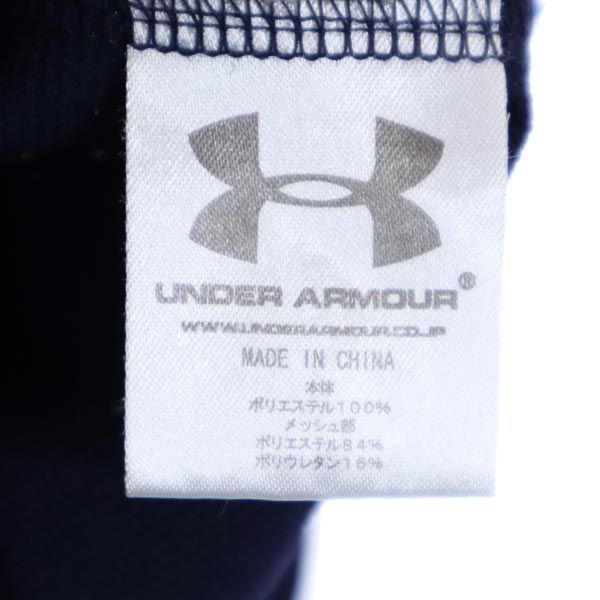 UNDER ARMOUR®
WWW.UNDERARMOUR.CO.JP
MADE IN CHINA
本体
ポリエステル100%
メッシュ部
ポリエステル84%
ポリウレタン16%